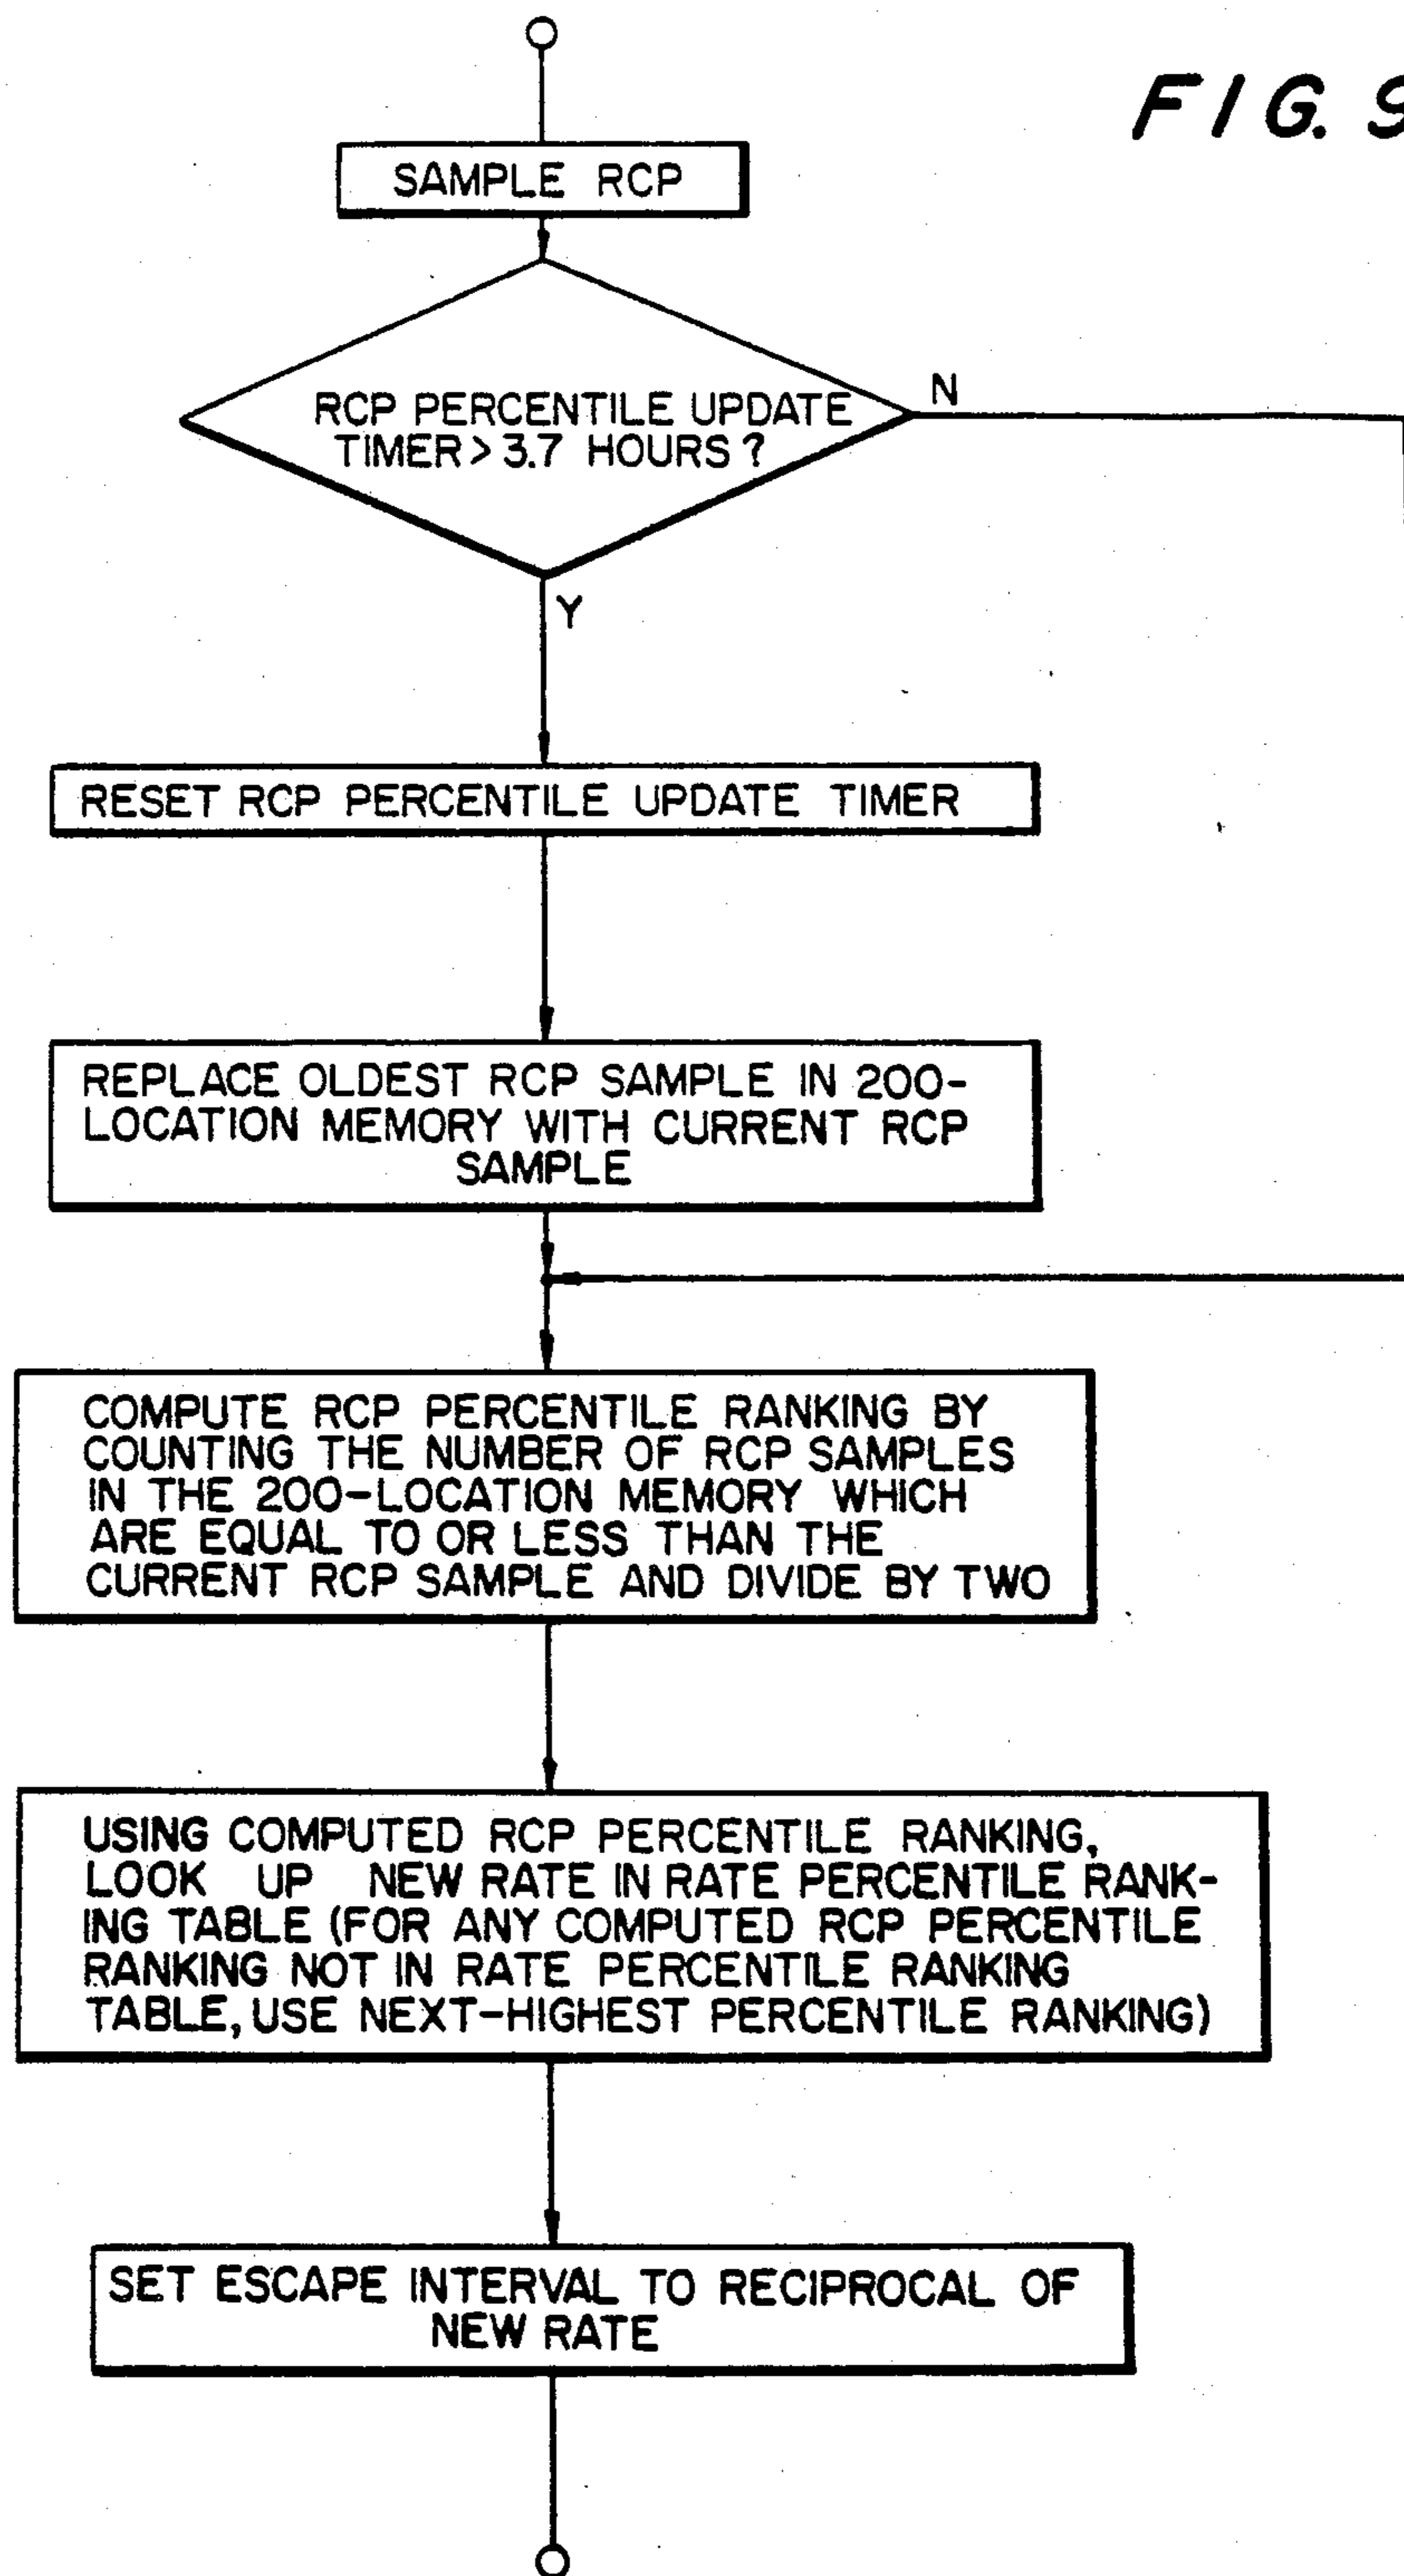 FIG. 9
SAMPLE RCP
RCP PERCENTILE UPDATE
TIMER > 3.7 HOURS ?
N
Y
RESET RCP PERCENTILE UPDATE TIMER
REPLACE OLDEST RCP SAMPLE IN 200-
LOCATION MEMORY WITH CURRENT RCP
SAMPLE
COMPUTE RCP PERCENTILE RANKING BY
COUNTING THE NUMBER OF RCP SAMPLES
IN THE 200-LOCATION MEMORY WHICH
ARE EQUAL TO OR LESS THAN THE
CURRENT RCP SAMPLE AND DIVIDE BY TWO
USING COMPUTED RCP PERCENTILE RANKING,
LOOK UP NEW RATE IN RATE PERCENTILE RANK-
ING TABLE (FOR ANY COMPUTED RCP PERCENTILE
RANKING NOT IN RATE PERCENTILE RANKING
TABLE, USE NEXT-HIGHEST PERCENTILE RANKING)
SET ESCAPE INTERVAL TO RECIPROCAL OF
NEW RATE